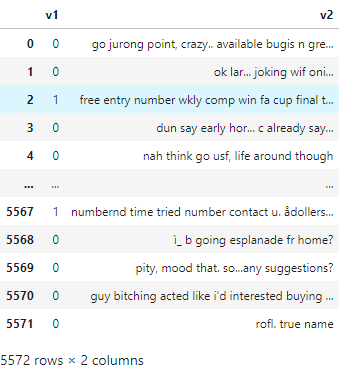 v1 v2
0 0 go jurong point, crazy.. available bugis n gre...
1 0 ok lar... joking wif oni...
2 1 free entry number wkly comp win fa cup final t...
3 0 dun say early hor... c already say...
4 0 nah think go usf, life around though
... ... ...
5567 1 numbernd time tried number contact u. ådollers...
5568 0 ì_ b going esplanade fr home?
5569 0 pity, mood that. so...any suggestions?
5570 0 guy bitching acted like i'd interested buying ...
5571 0 rofl. true name
5572 rows × 2 columns